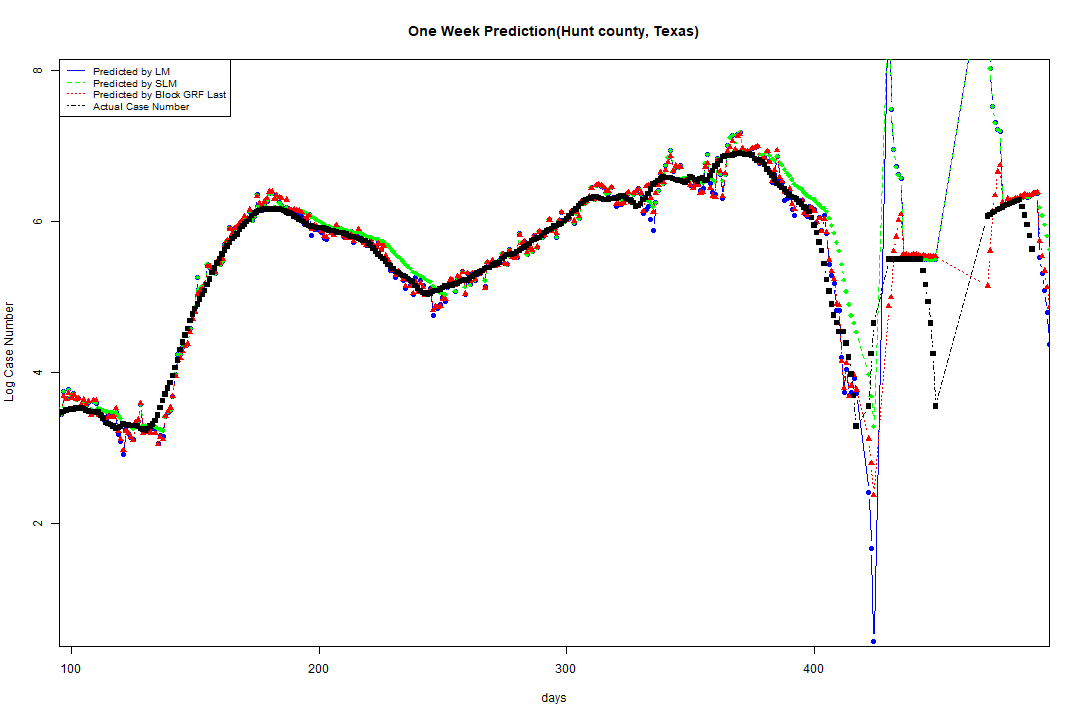 One Week Prediction(Hunt county, Texas)
Predicted by LM
Predicted by SLM
Predicted by Block GRF Last
Actual Case Number
8
6
4
2
Log Case Number
100 200 300 400
days